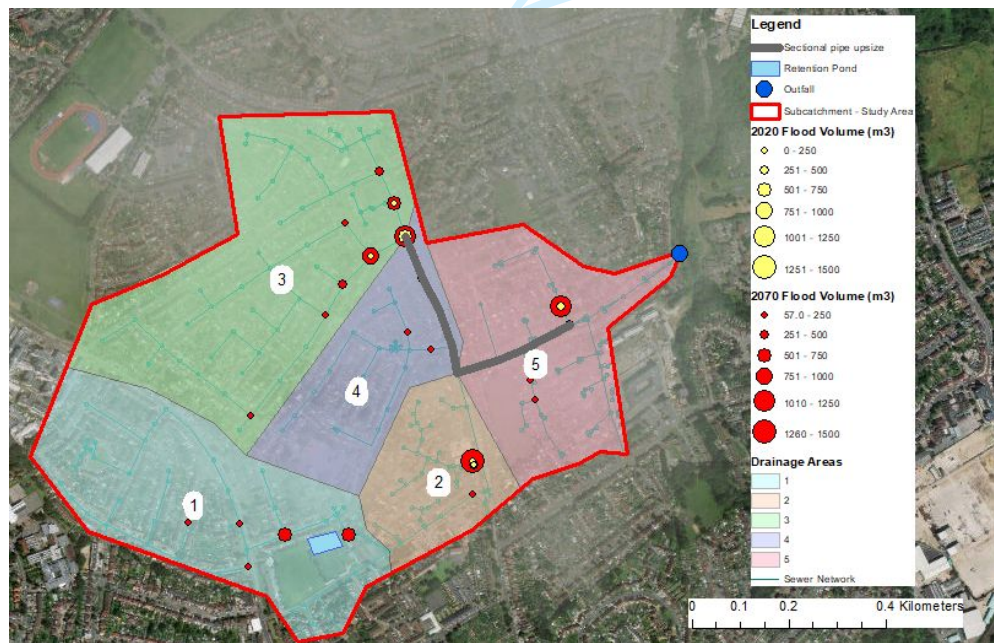 Legend
Sectional pipe upsize
Retention Pond
Outfall
Subcatchment - Study Area
2020 Flood Volume (m3)
0 - 250
251 - 500
501 - 750
751 - 1000
1001 - 1250
1251 - 1500
2070 Flood Volume (m3)
57.0 - 250
251 - 500
501 - 750
751 - 1000
1010 - 1250
1260 - 1500
Drainage Areas
1
2
3
4
5
Sewer Network
3
5
4
2
1
0 0.1 0.2 0.4 Kilometers